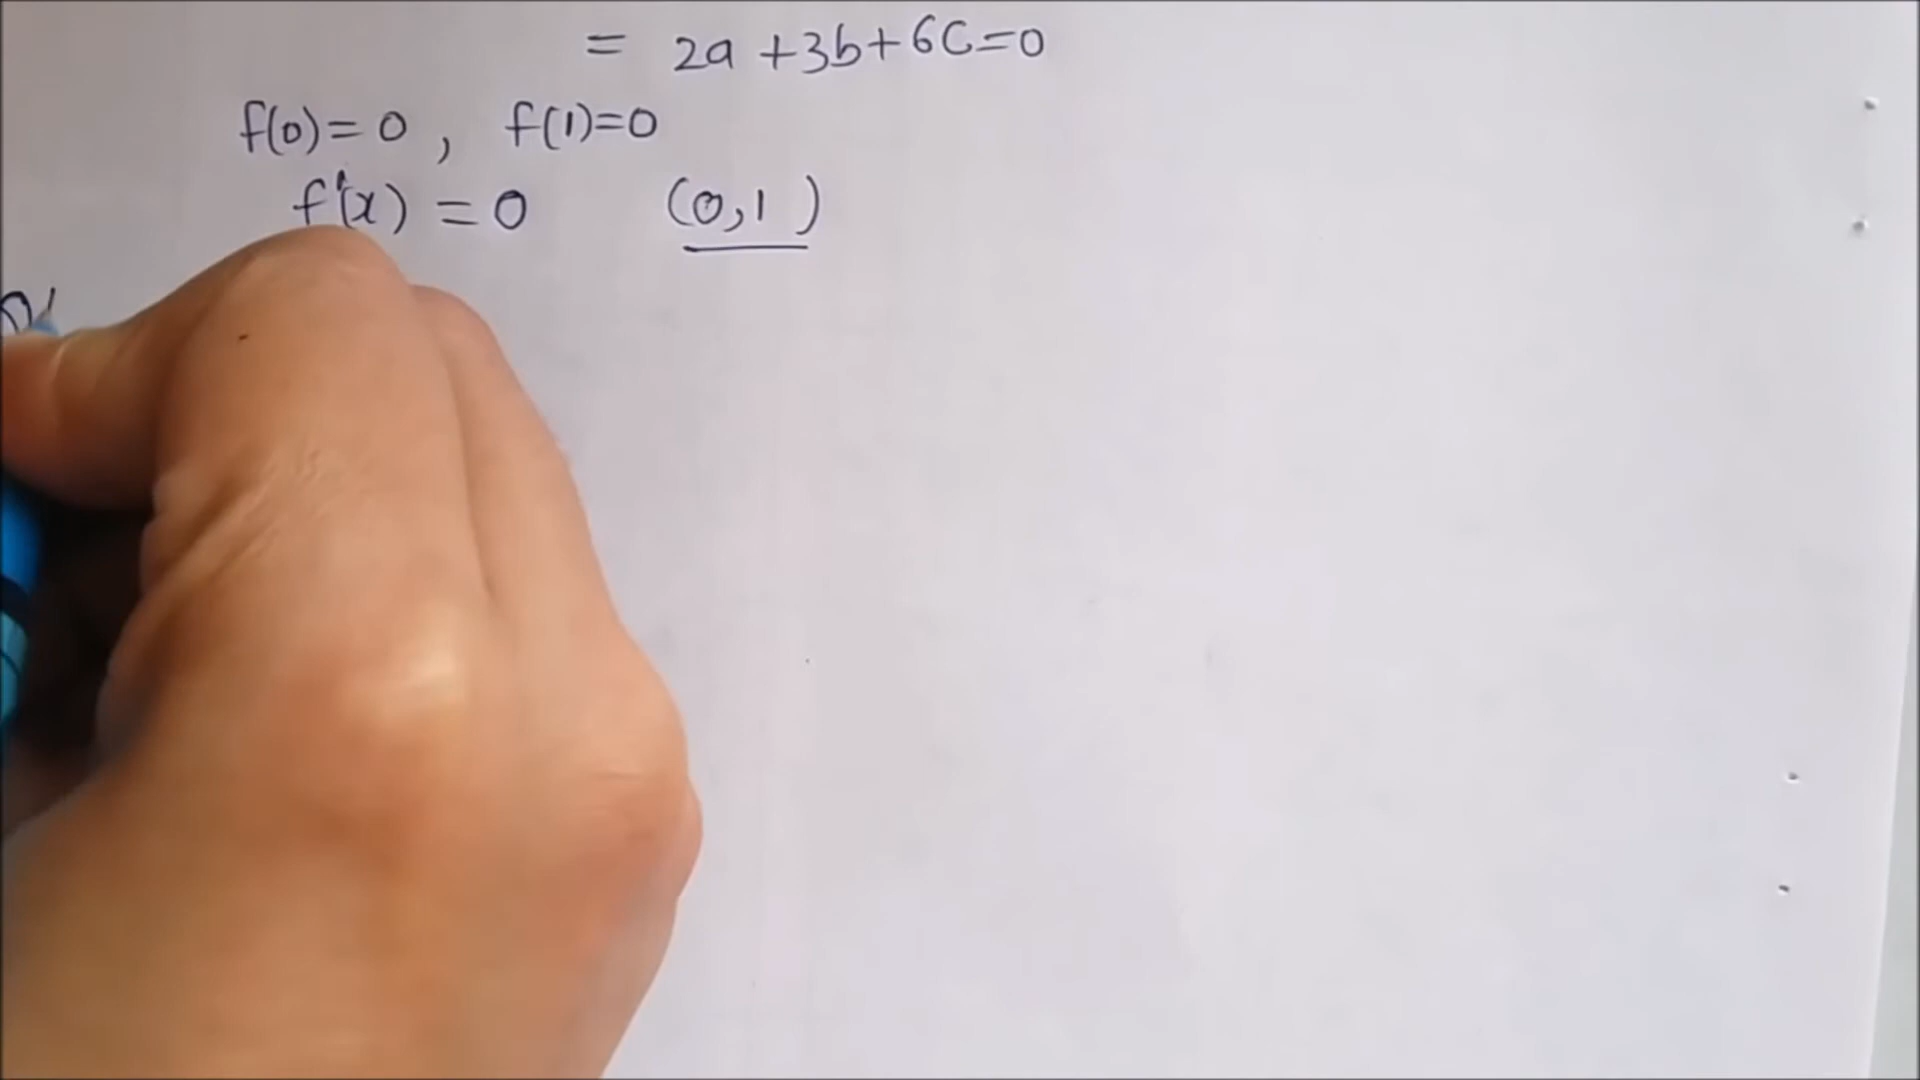 = 2a +3b+6c=0
f(0)=0 , f(1)=0
f'(x) = 0 (0,1)